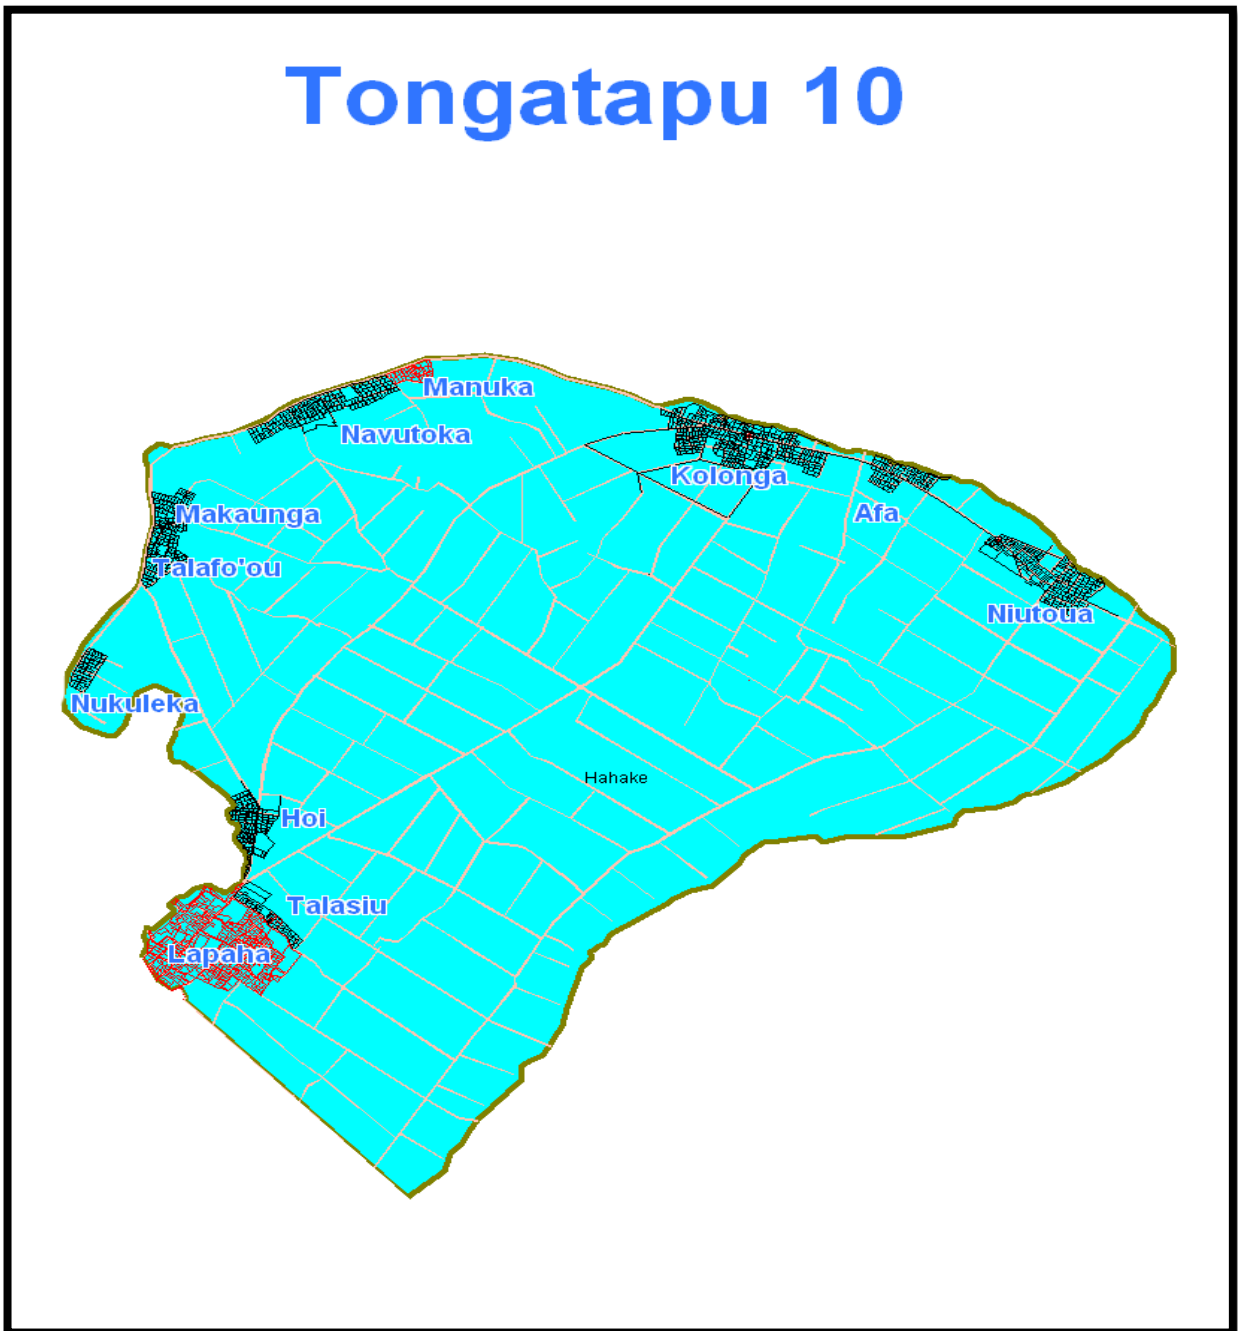 Tongatapu 10
Manuka
Navutoka
Kolonga
Makaunga
Afa
Talafo'ou
Niutoua
Nukuleka
Hahake
Hoi
Talasiu
Lapaha